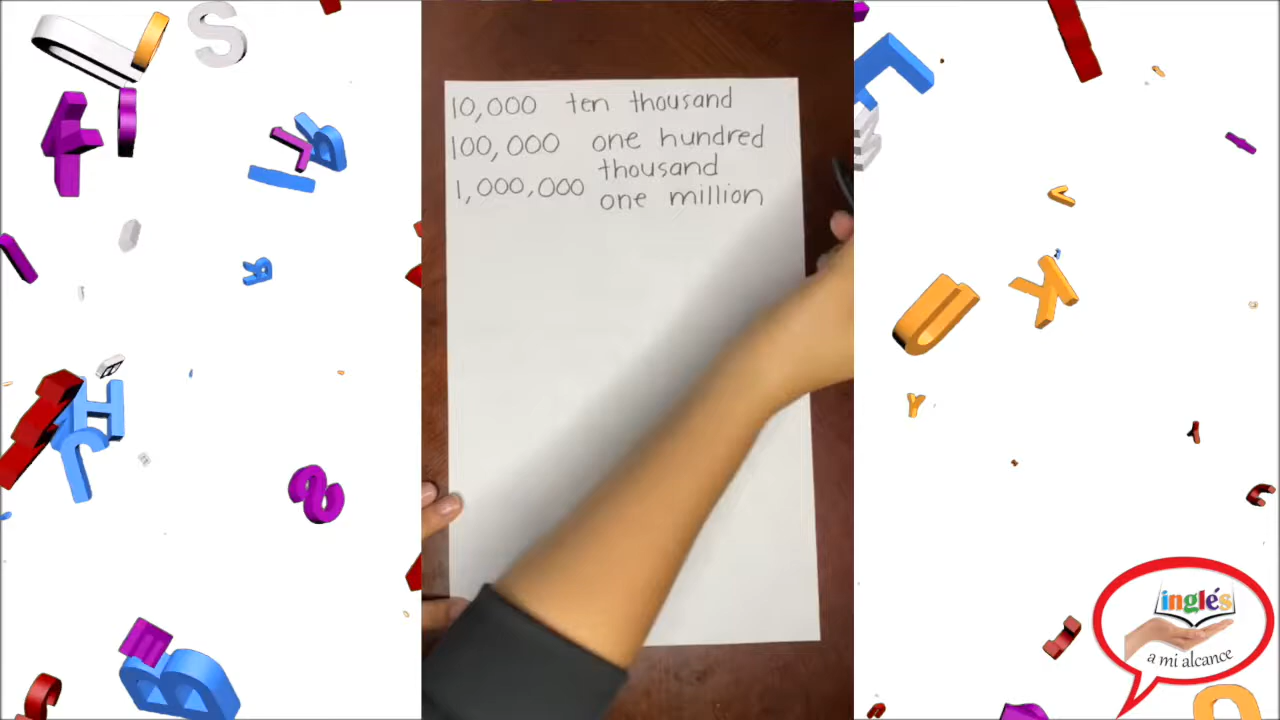 10,000 ten thousand
100,000 one hundred
thousand
1,000,000 one million
inglés
a mi alcance